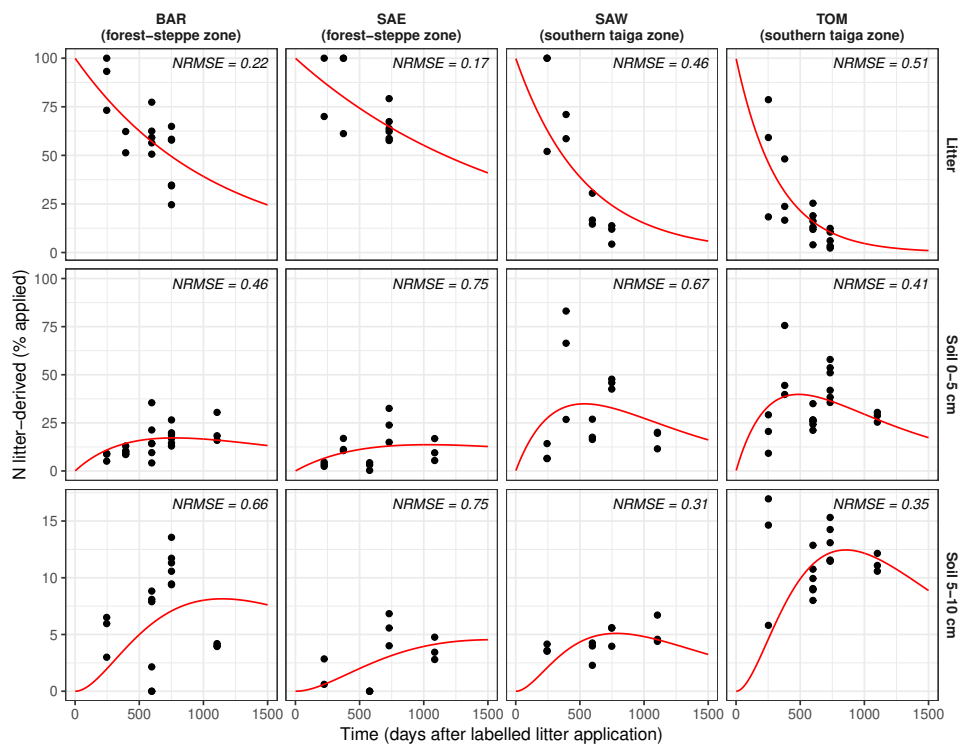 BAR
(forest−steppe zone)
SAE
(forest−steppe zone)
SAW
(southern taiga zone)
TOM
(southern taiga zone)
NRMSE = 0.22
NRMSE = 0.17
NRMSE = 0.46
NRMSE = 0.51
100
75
50
25
0
Litter
NRMSE = 0.46
NRMSE = 0.75
NRMSE = 0.67
NRMSE = 0.41
100
75
50
25
0
Soil 0−5 cm
NRMSE = 0.66
NRMSE = 0.75
NRMSE = 0.31
NRMSE = 0.35
15
10
5
0
Soil 5−10 cm
N litter−derived (% applied)
0 500 1000 1500
0 500 1000 1500
0 500 1000 1500
0 500 1000 1500
Time (days after labelled litter application)